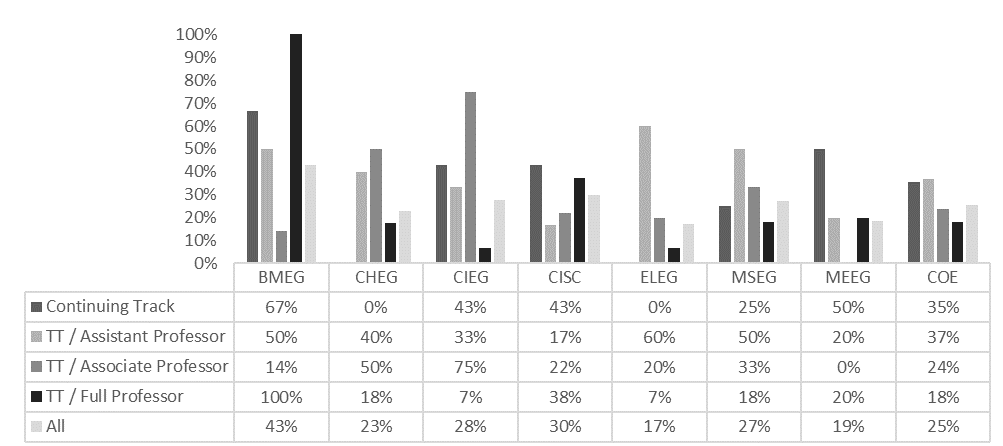 100%
90%
80%
70%
60%
50%
40%
30%
20%
10%
0%
BMEG CHEG CIEG CISC ELEG MSEG MEEG COE
Continuing Track 67% 0% 43% 43% 0% 25% 50% 35%
TT / Assistant Professor 50% 40% 33% 17% 60% 50% 20% 37%
TT / Associate Professor 14% 50% 75% 22% 20% 33% 0% 24%
TT / Full Professor 100% 18% 7% 38% 7% 18% 20% 18%
All 43% 23% 28% 30% 17% 27% 19% 25%